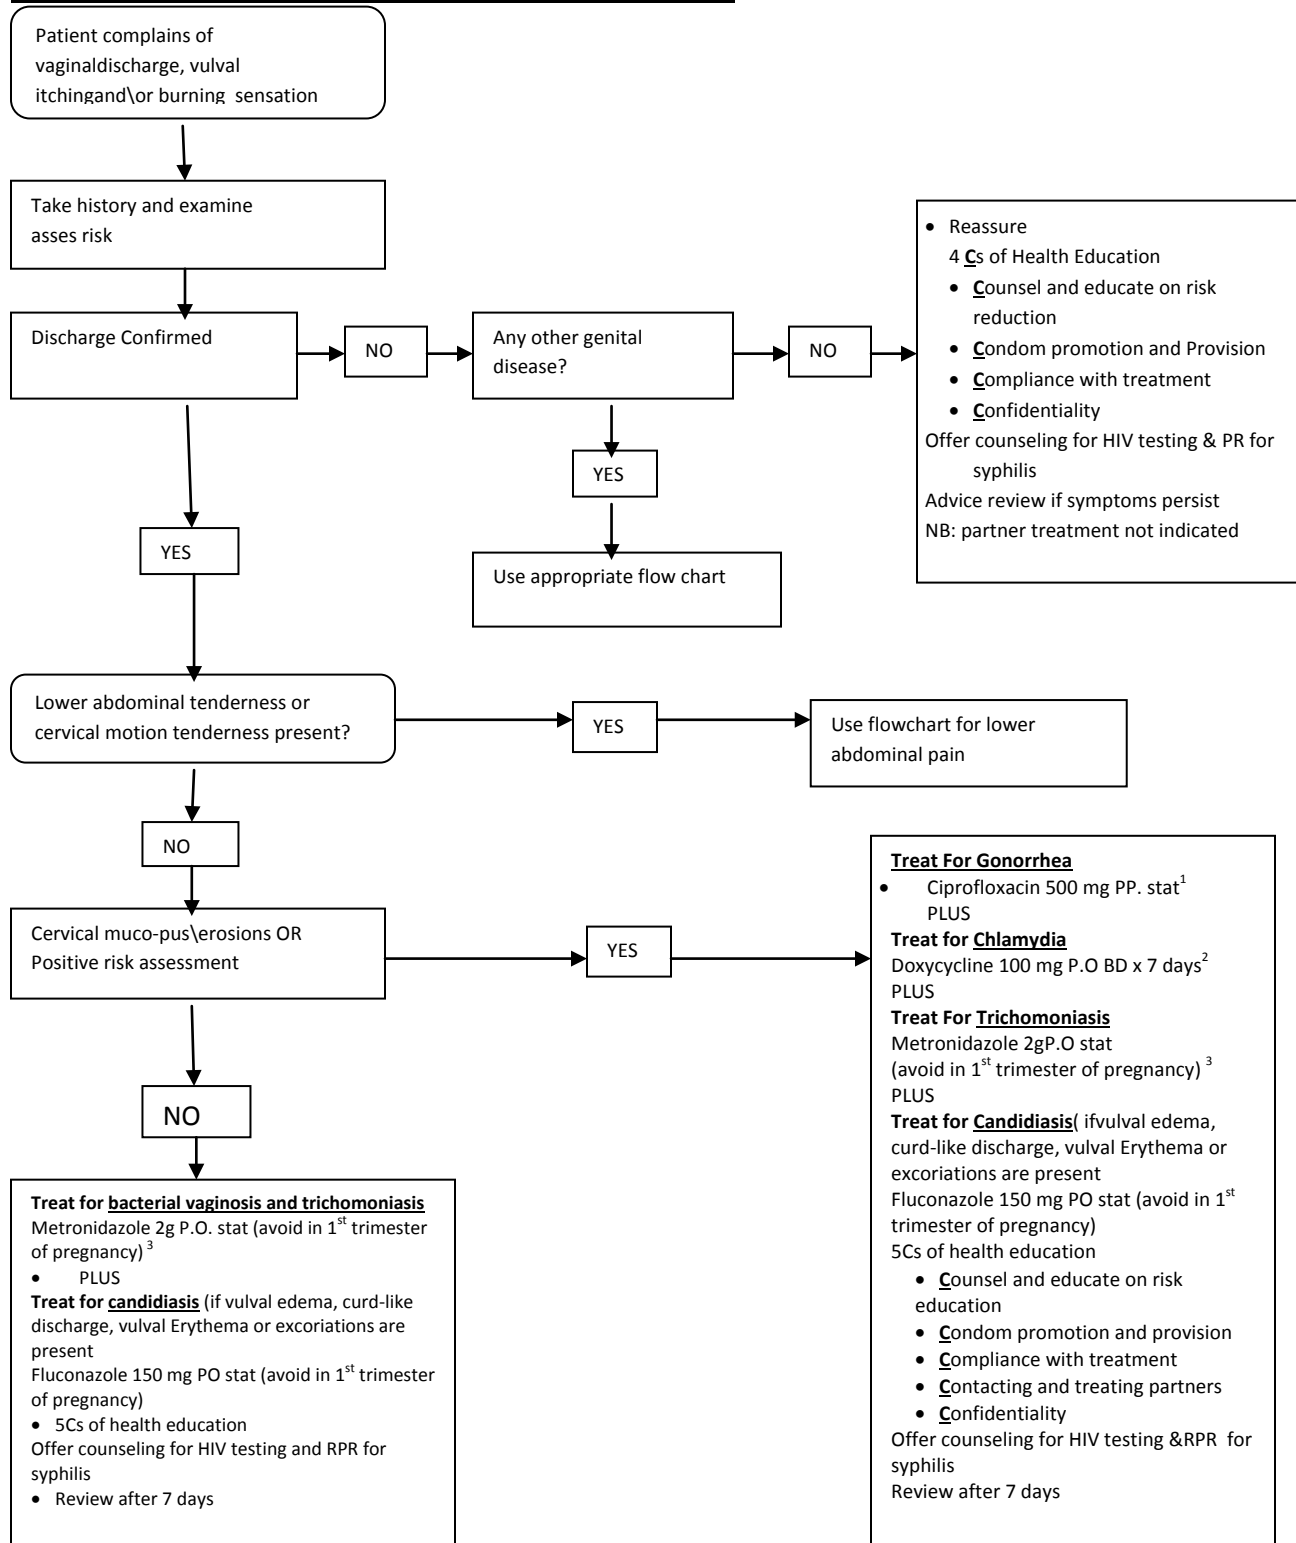 Patient complains of
vaginaldischarge, vulval
itchingand\or burning sensation
Take history and examine
asses risk
Discharge Confirmed
NO
Any other genital
disease?
NO
• Reassure
4 Cs of Health Education
• Counsel and educate on risk
reduction
• Condom promotion and Provision
• Compliance with treatment
• Confidentiality
Offer counseling for HIV testing & PR for
syphilis
Advice review if symptoms persist
NB: partner treatment not indicated
YES
Use appropriate flow chart
YES
Lower abdominal tenderness or
cervical motion tenderness present?
YES
Use flowchart for lower
abdominal pain
NO
Cervical muco-pus\erosions OR
Positive risk assessment
YES
Treat For Gonorrhea
• Ciprofloxacin 500 mg PP. stat1
PLUS
Treat for Chlamydia
Doxycycline 100 mg P.O BD x 7 days2
PLUS
Treat For Trichomoniasis
Metronidazole 2gP.O stat
(avoid in 1st trimester of pregnancy) 3
PLUS
Treat for Candidiasis( ifvulval edema,
curd-like discharge, vulval Erythema or
excoriations are present
Fluconazole 150 mg PO stat (avoid in 1st
trimester of pregnancy)
5Cs of health education
• Counsel and educate on risk
education
• Condom promotion and provision
• Compliance with treatment
• Contacting and treating partners
• Confidentiality
Offer counseling for HIV testing &RPR for
syphilis
Review after 7 days
NO
Treat for bacterial vaginosis and trichomoniasis
Metronidazole 2g P.O. stat (avoid in 1st trimester
of pregnancy) 3
• PLUS
Treat for candidiasis (if vulval edema, curd-like
discharge, vulval Erythema or excoriations are
present
Fluconazole 150 mg PO stat (avoid in 1st trimester
of pregnancy)
• 5Cs of health education
Offer counseling for HIV testing and RPR for
syphilis
• Review after 7 days